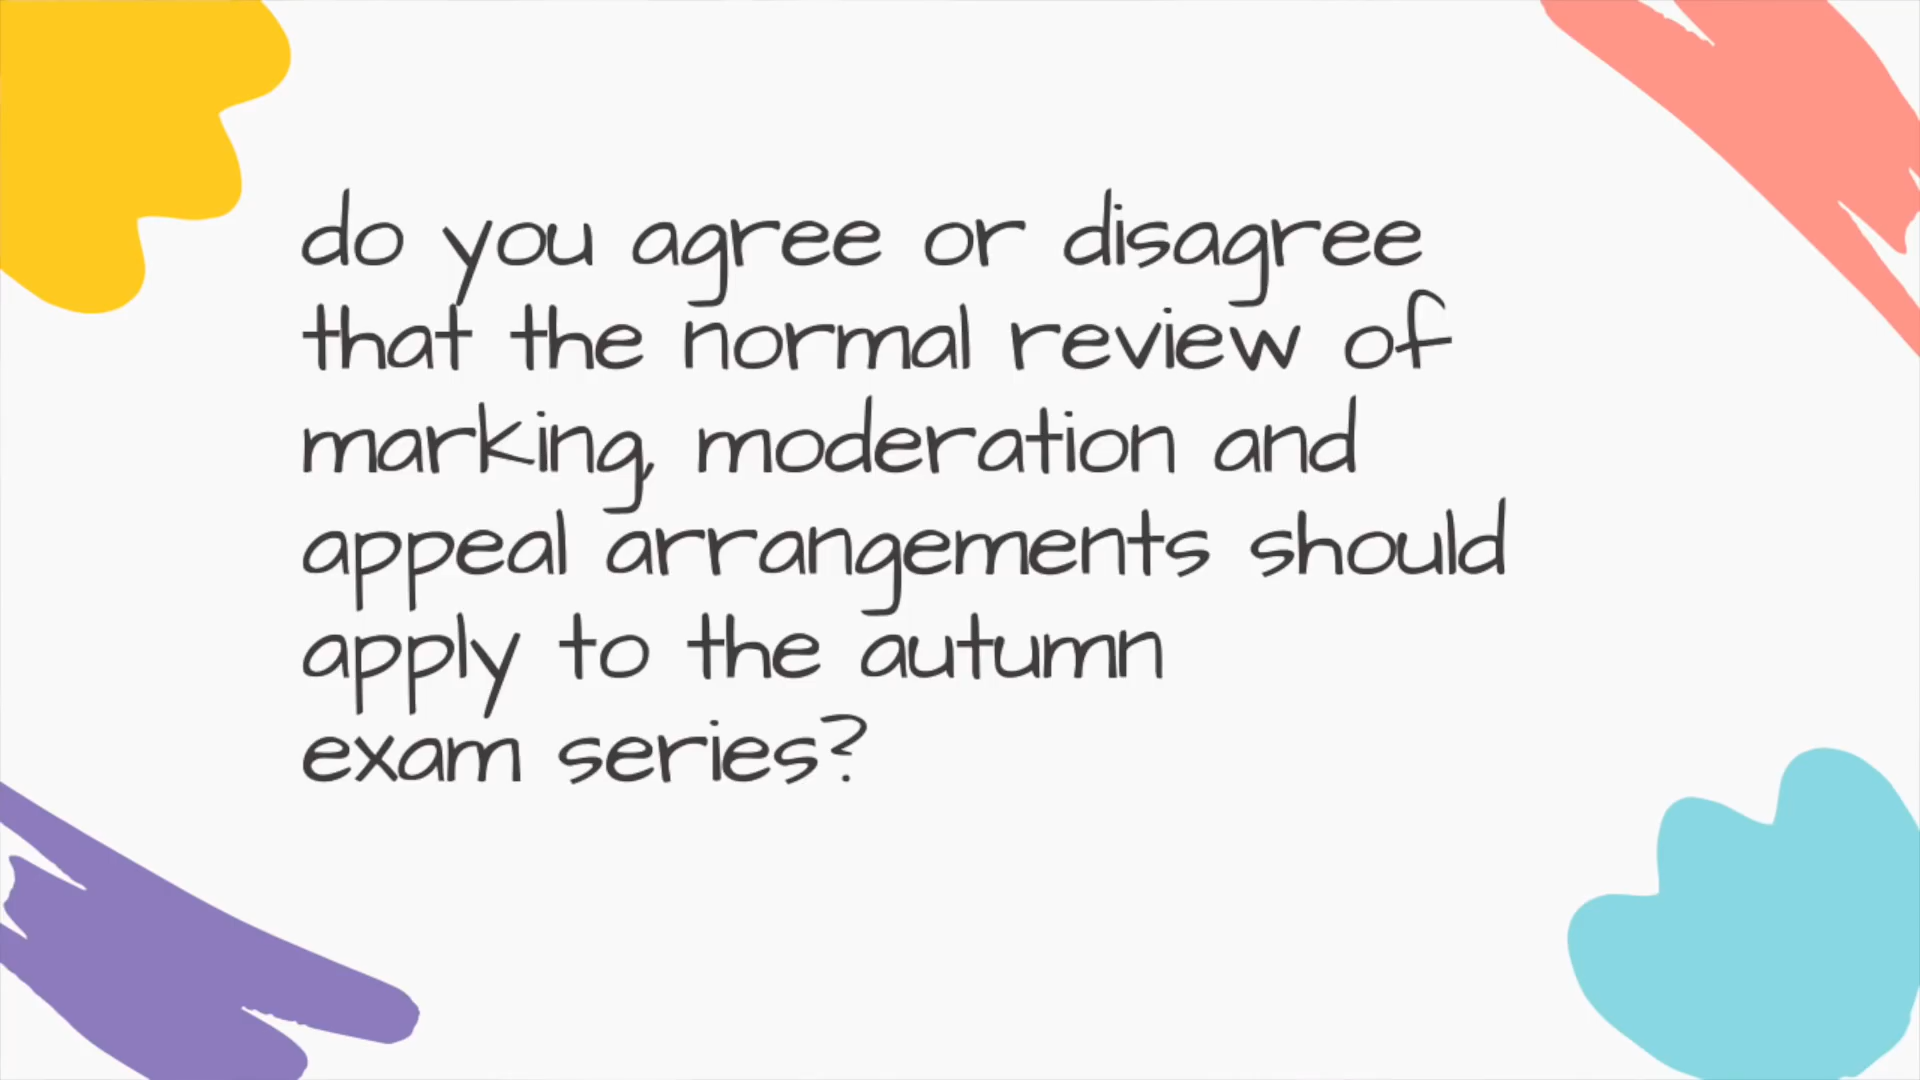 do you agree or disagree
that the normal review of
marking, moderation and
appeal arrangements should
apply to the autumn
exam series?